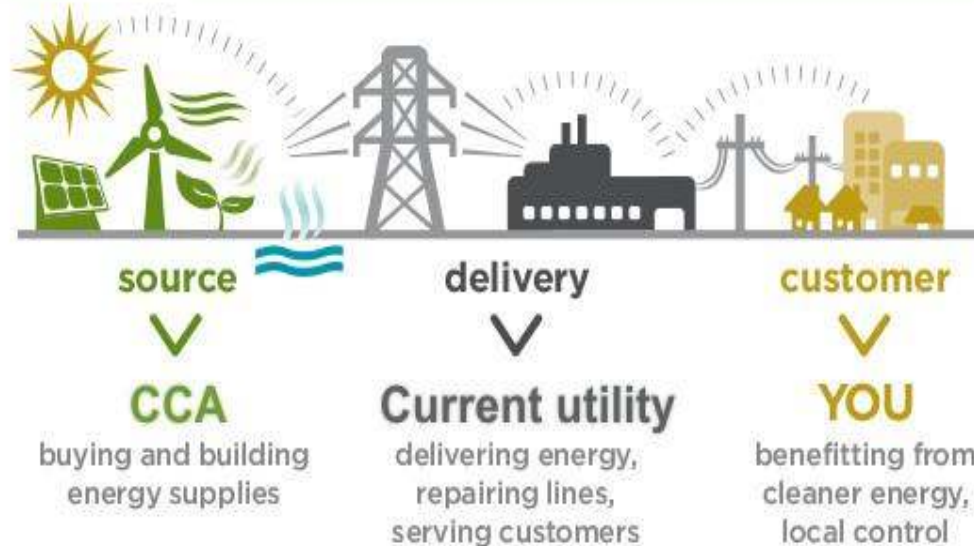 source
delivery
customer
CCA
Current utility
YOU
buying and building
energy supplies
delivering energy,
repairing lines,
serving customers
benefitting from
cleaner energy,
local control